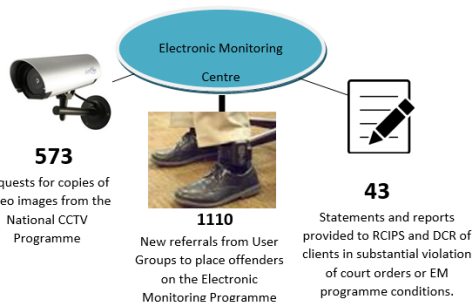 Electronic Monitoring
Centre
573
quests for copies of
eo images from the
National CCTV
Programme
1110
New referrals from User
Groups to place offenders
on the Electronic
Monitoring Programme
43
Statements and reports
provided to RCIPS and DCR of
clients in substantial violation
of court orders or EM
programme conditions.